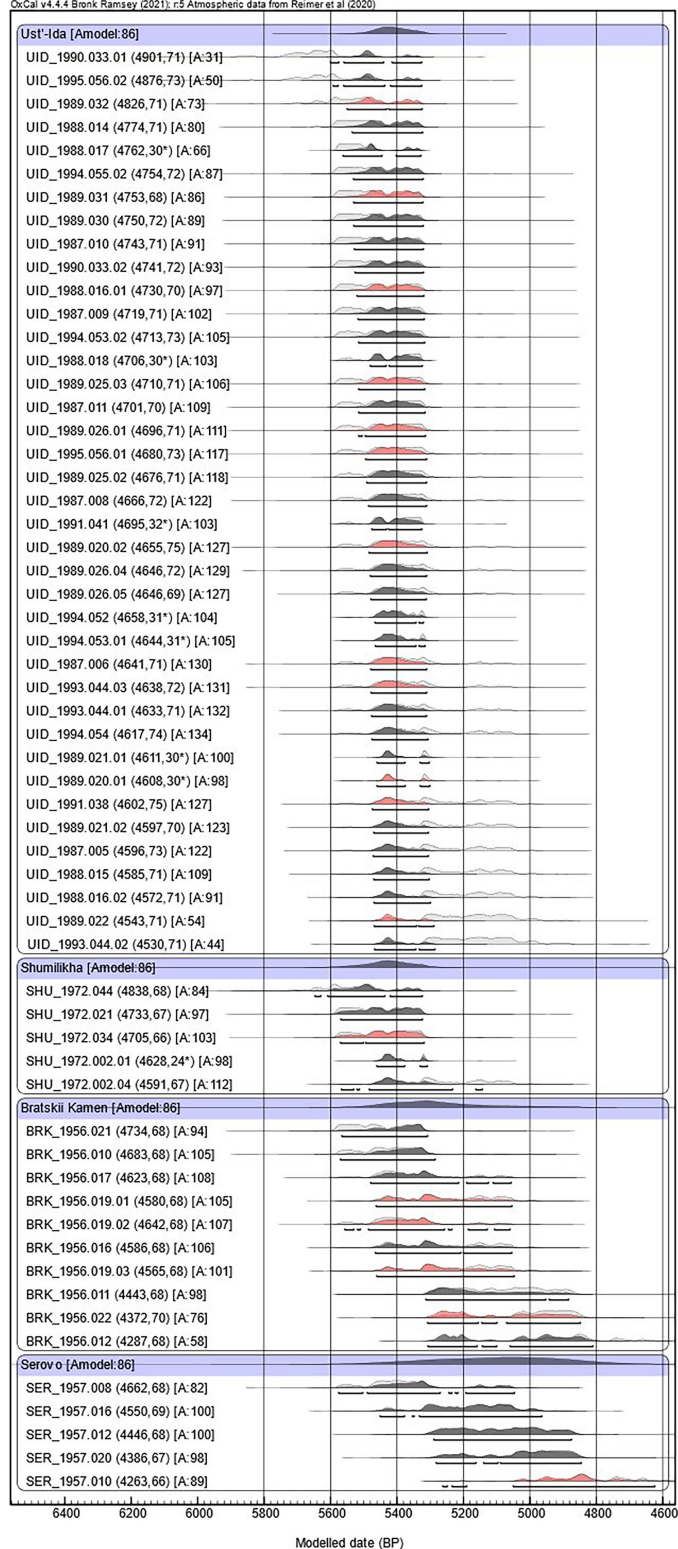 OxCal v4.4.4 Bronk Ramsey (2021); r:5 Atmospheric data from Reimer et al (2020)
Ust'-Ida [Amodel:86]
UID_1990.033.01 (4901,71) [A:31]
UID_1995.056.02 (4876,73) [A:50]
UID_1989.032 (4826,71) [A:73]
UID_1988.014 (4774,71) [A:80]
UID_1988.017 (4762,30*) [A:66]
UID_1994.055.02 (4754,72) [A:87]
UID_1989.031 (4753,68) [A:86]
UID_1989.030 (4750,72) [A:89]
UID_1987.010 (4743,71) [A:91]
UID_1990.033.02 (4741,72) [A:93]
UID_1988.016.01 (4730,70) [A:97]
UID_1987.009 (4719,71) [A:102]
UID_1994.053.02 (4713,73) [A:105]
UID_1988.018 (4706,30*) [A:103]
UID_1989.025.03 (4710,71) [A:106]
UID_1987.011 (4701,70) [A:109]
UID_1989.026.01 (4696,71) [A:111]
UID_1995.056.01 (4680,73) [A:117]
UID_1989.025.02 (4676,71) [A:118]
UID_1987.008 (4666,72) [A:122]
UID_1991.041 (4695,32*) [A:103]
UID_1989.020.02 (4655,75) [A:127]
UID_1989.026.04 (4646,72) [A:129]
UID_1989.026.05 (4646,69) [A:127]
UID_1994.052 (4658,31*) [A:104]
UID_1994.053.01 (4644,31*) [A:105]
UID_1987.006 (4641,71) [A:130]
UID_1993.044.03 (4638,72) [A:131]
UID_1993.044.01 (4633,71) [A:132]
UID_1994.054 (4617,74) [A:134]
UID_1989.021.01 (4611,30*) [A:100]
UID_1989.020.01 (4608,30*) [A:98]
UID_1991.038 (4602,75) [A:127]
UID_1989.021.02 (4597,70) [A:123]
UID_1987.005 (4596,73) [A:122]
UID_1988.015 (4585,71) [A:109]
UID_1988.016.02 (4572,71) [A:91]
UID_1989.022 (4543,71) [A:54]
UID_1993.044.02 (4530,71) [A:44]
Shumilikha [Amodel:86]
SHU_1972.044 (4838,68) [A:84]
SHU_1972.021 (4733,67) [A:97]
SHU_1972.034 (4705,66) [A:103]
SHU_1972.002.01 (4628,24*) [A:98]
SHU_1972.002.04 (4591,67) [A:112]
Bratskii Kamen [Amodel:86]
BRK_1956.021 (4734,68) [A:94]
BRK_1956.010 (4683,68) [A:105]
BRK_1956.017 (4623,68) [A:108]
BRK_1956.019.01 (4580,68) [A:105]
BRK_1956.019.02 (4642,68) [A:107]
BRK_1956.016 (4586,68) [A:106]
BRK_1956.019.03 (4565,68) [A:101]
BRK_1956.011 (4443,68) [A:98]
BRK_1956.022 (4372,70) [A:76]
BRK_1956.012 (4287,68) [A:58]
Serovo [Amodel:86]
SER_1957.008 (4662,68) [A:82]
SER_1957.016 (4550,69) [A:100]
SER_1957.012 (4446,68) [A:100]
SER_1957.020 (4386,67) [A:98]
SER_1957.010 (4263,66) [A:89]
6400 6200 6000 5800 5600 5400 5200 5000 4800 4600
Modelled date (BP)